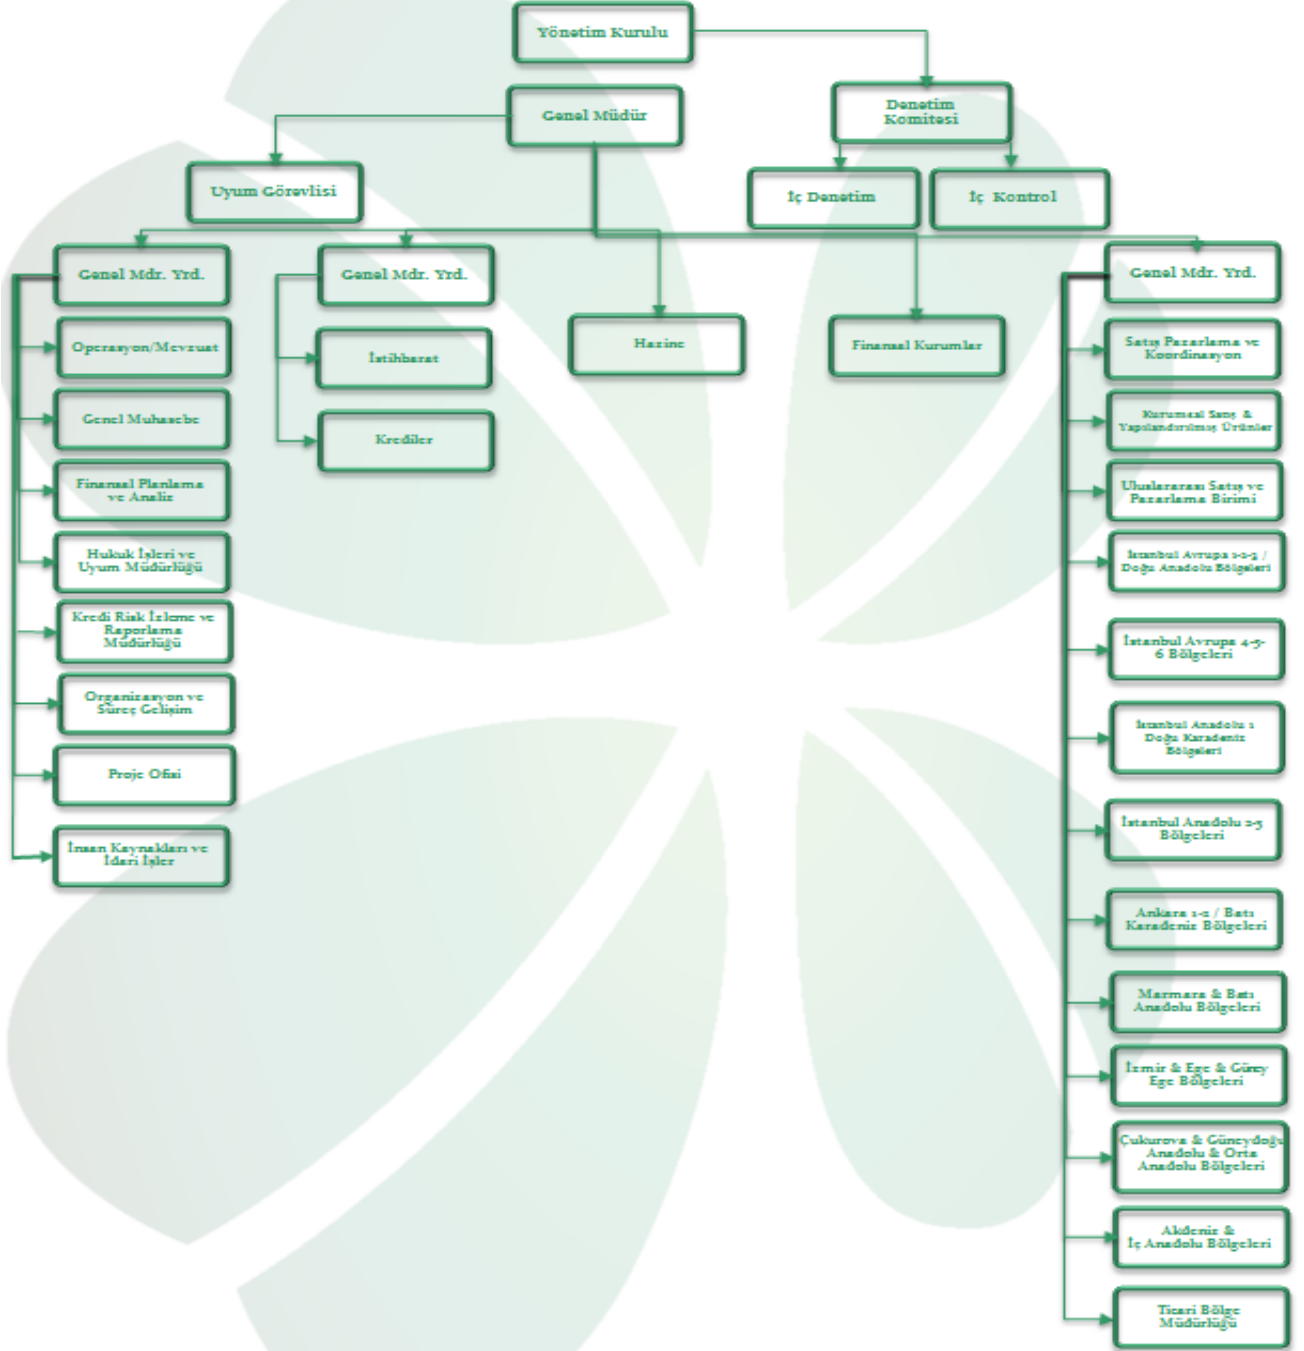 Yönetim Kurulu
Genel Müdür
Denetim
Komitesi
Uyum Görevlisi
İç Denetim
İç Kontrol
Genel Mdr. Yrd.
Genel Mdr. Yrd.
Genel Mdr. Yrd.
Hazine
Finansal Kurumlar
Operasyon/Mevzuat
Genel Muhasebe
Finansal Planlama
ve Analiz
Hukuk İşleri ve
Uyum Müdürlüğü
Kredi Risk İzleme ve
Raporlama
Müdürlüğü
Organizasyon ve
Süreç Gelişim
Proje Ofisi
İnsan Kaynakları ve
İdari İşler
İstihbarat
Krediler
Satış Pazarlama ve
Koordinasyon
Kurumsal Satış &
Yapılandırılmış Ürünler
Uluslararası Satış ve
Pazarlama Birimi
İstanbul Avrupa 1-2-3 /
Doğu Anadolu Bölgeleri
İstanbul Avrupa 4-5-
6 Bölgeleri
İstanbul Anadolu 1
Doğu Karadeniz
Bölgeleri
İstanbul Anadolu 2-3
Bölgeleri
Ankara 1-2 / Batı
Karadeniz Bölgeleri
Marmara & Batı
Anadolu Bölgeleri
İzmir & Ege & Güney
Ege Bölgeleri
Çukurova & Güneydoğu
Anadolu & Orta
Anadolu Bölgeleri
Akdeniz &
İç Anadolu Bölgeleri
Ticari Bölge
Müdürlüğü